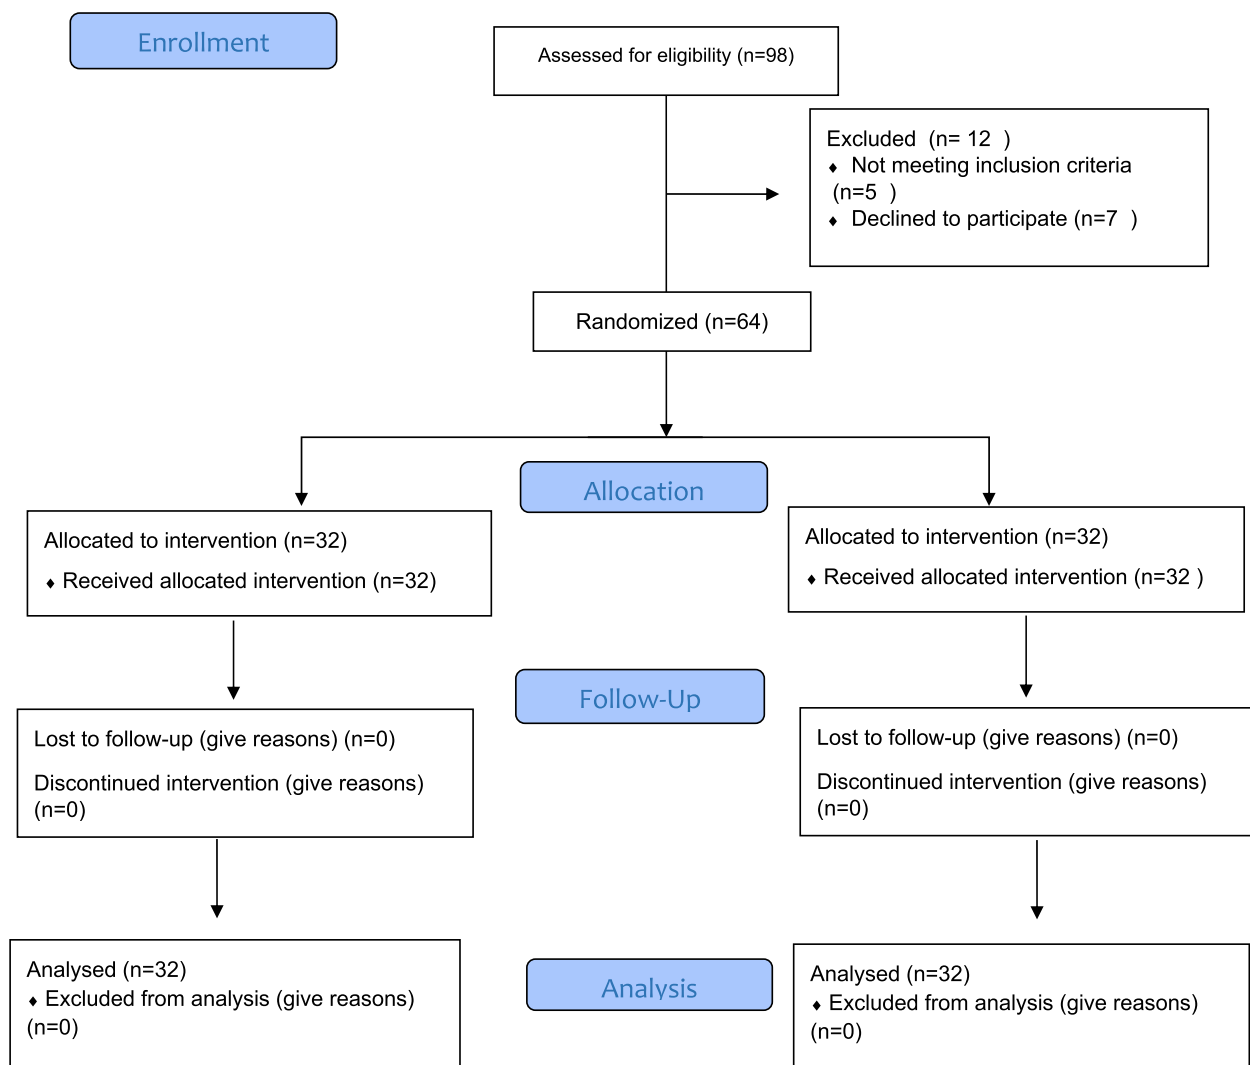 Enrollment
Assessed for eligibility (n=98)
Excluded (n= 12 )
♦ Not meeting inclusion criteria
(n=5 )
♦ Declined to participate (n=7 )
Randomized (n=64)
Allocation
Allocated to intervention (n=32)
♦ Received allocated intervention (n=32)
Allocated to intervention (n=32)
♦ Received allocated intervention (n=32 )
Follow-Up
Lost to follow-up (give reasons) (n=0)
Discontinued intervention (give reasons)
(n=0)
Lost to follow-up (give reasons) (n=0)
Discontinued intervention (give reasons)
(n=0)
Analysis
Analysed (n=32)
♦ Excluded from analysis (give reasons)
(n=0)
Analysed (n=32)
♦ Excluded from analysis (give reasons)
(n=0)